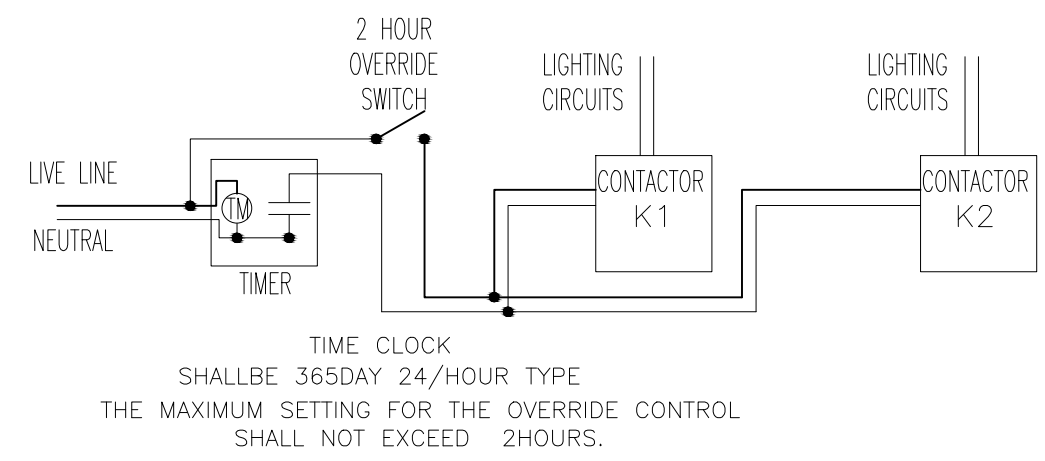 2 HOUR
OVERRIDE
SWITCH
LIGHTING
CIRCUITS
LIGHTING
CIRCUITS
LIVE LINE
NEUTRAL
TM
TIMER
CONTACTOR
K1
CONTACTOR
K2
TIME CLOCK
SHALLBE 365DAY 24/HOUR TYPE
THE MAXIMUM SETTING FOR THE OVERRIDE CONTROL
SHALL NOT EXCEED 2HOURS.